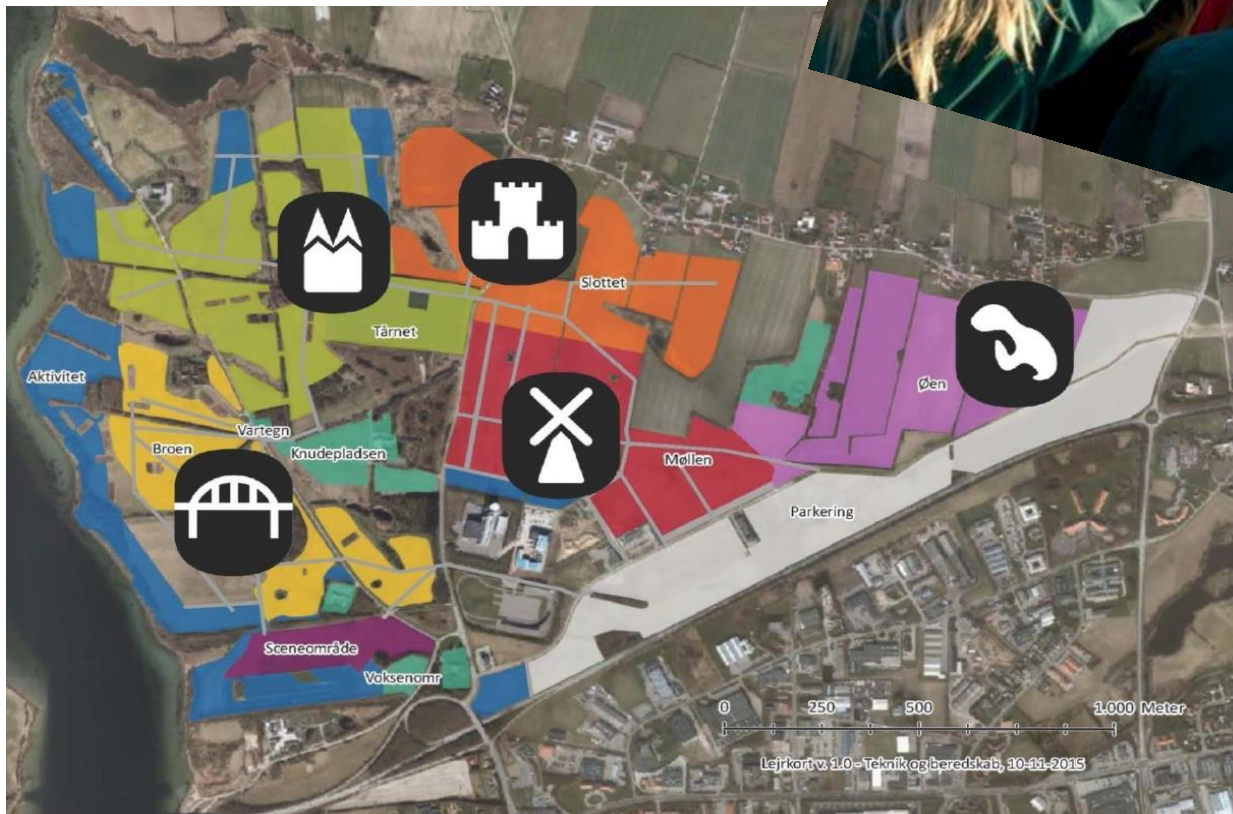 Slottet
Tårnet
Aktivitet
Øen
Vartegn
Broen
Knudepladsen
Møllen
Parkering
Sceneområde
Voksenomr
0 250 500 1.000 Meter
Lejrkort v. 1.0 - Teknik og beredskab, 10-11-2015